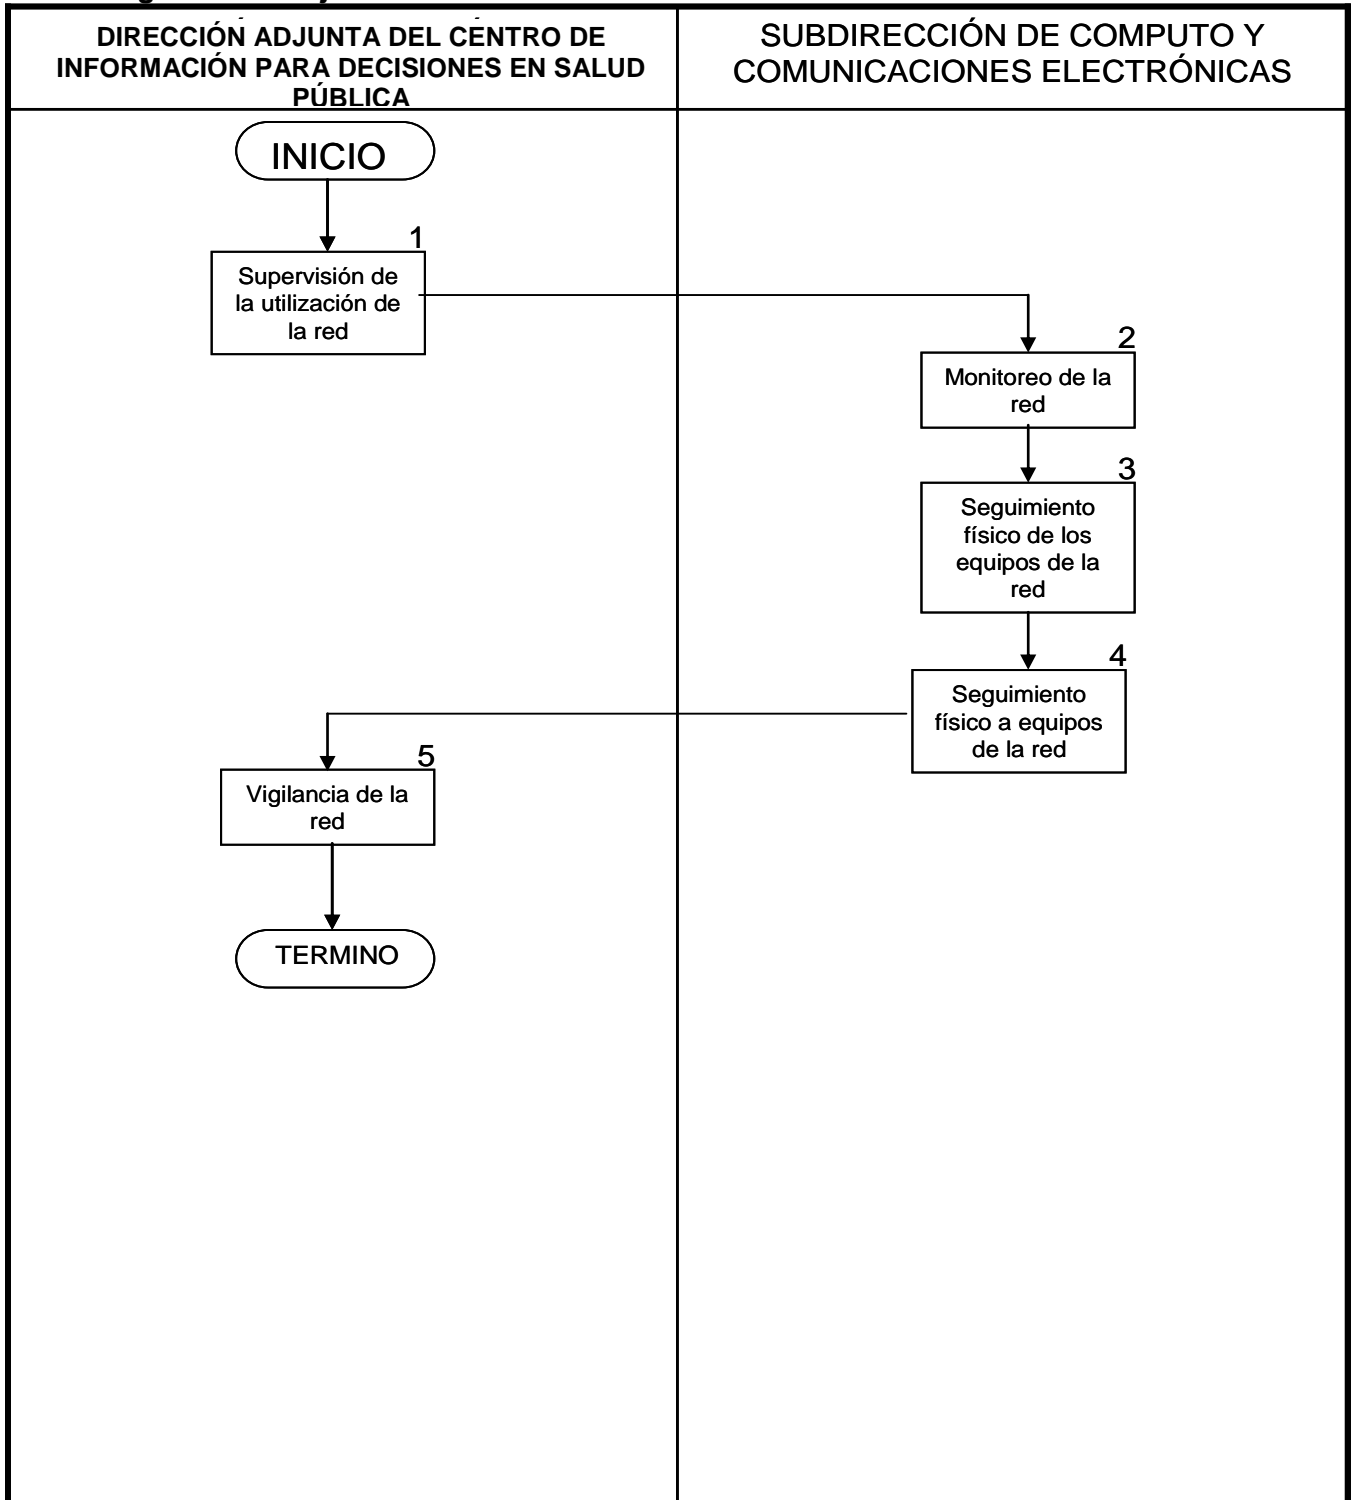 DIRECCIÓN ADJUNTA DEL CENTRO DE
INFORMACIÓN PARA DECISIONES EN SALUD
PÚBLICA
SUBDIRECCIÓN DE COMPUTO Y
COMUNICACIONES ELECTRÓNICAS
INICIO
1
Supervisión de
la utilización de
la red
2
Monitoreo de la
red
3
Seguimiento
físico de los
equipos de la
red
4
Seguimiento
físico a equipos
de la red
5
Vigilancia de la
red
TERMINO